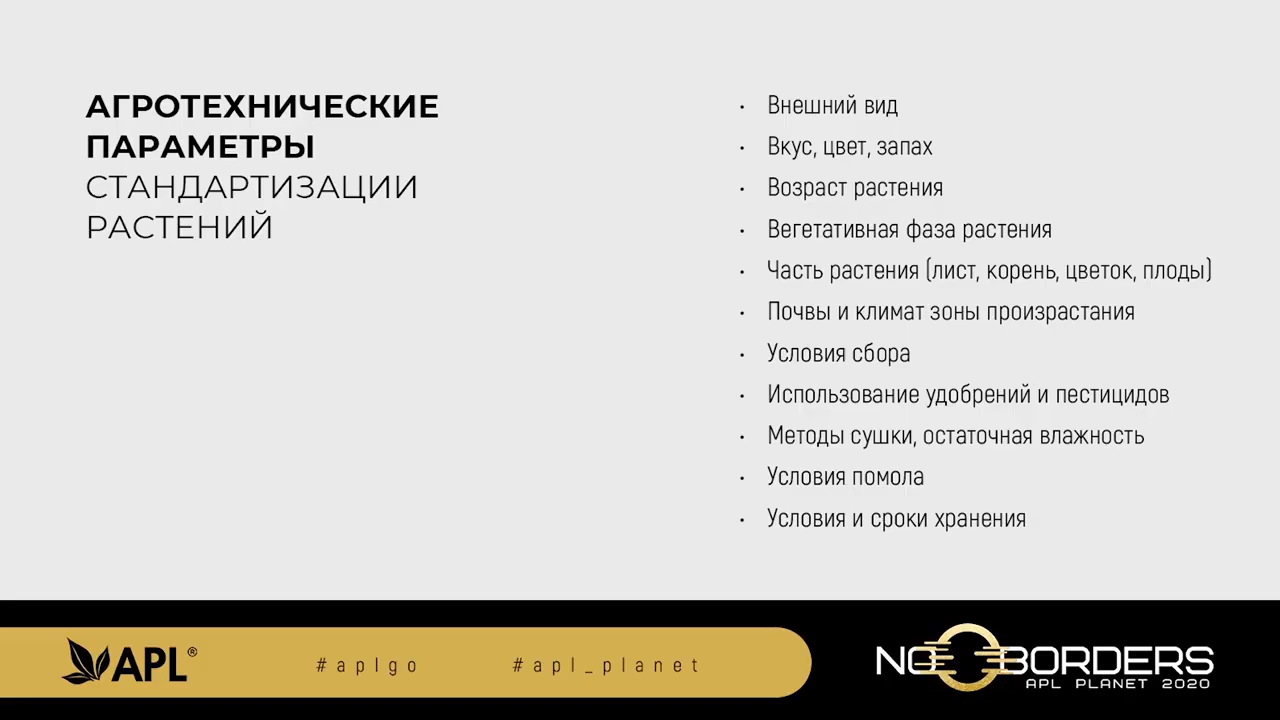 АГРОТЕХНИЧЕСКИЕ
ПАРАМЕТРЫ
СТАНДАРТИЗАЦИИ
РАСТЕНИЙ
• Внешний вид
• Вкус, цвет, запах
• Возраст растения
• Вегетативная фаза растения
• Часть растения (лист, корень, цветок, плоды)
• Почвы и климат зоны произрастания
• Условия сбора
• Использование удобрений и пестицидов
• Методы сушки, остаточная влажность
• Условия помола
• Условия и сроки хранения
APL®
#aplgo
#apl_planet
NO BORDERS
APL PLANET 2020